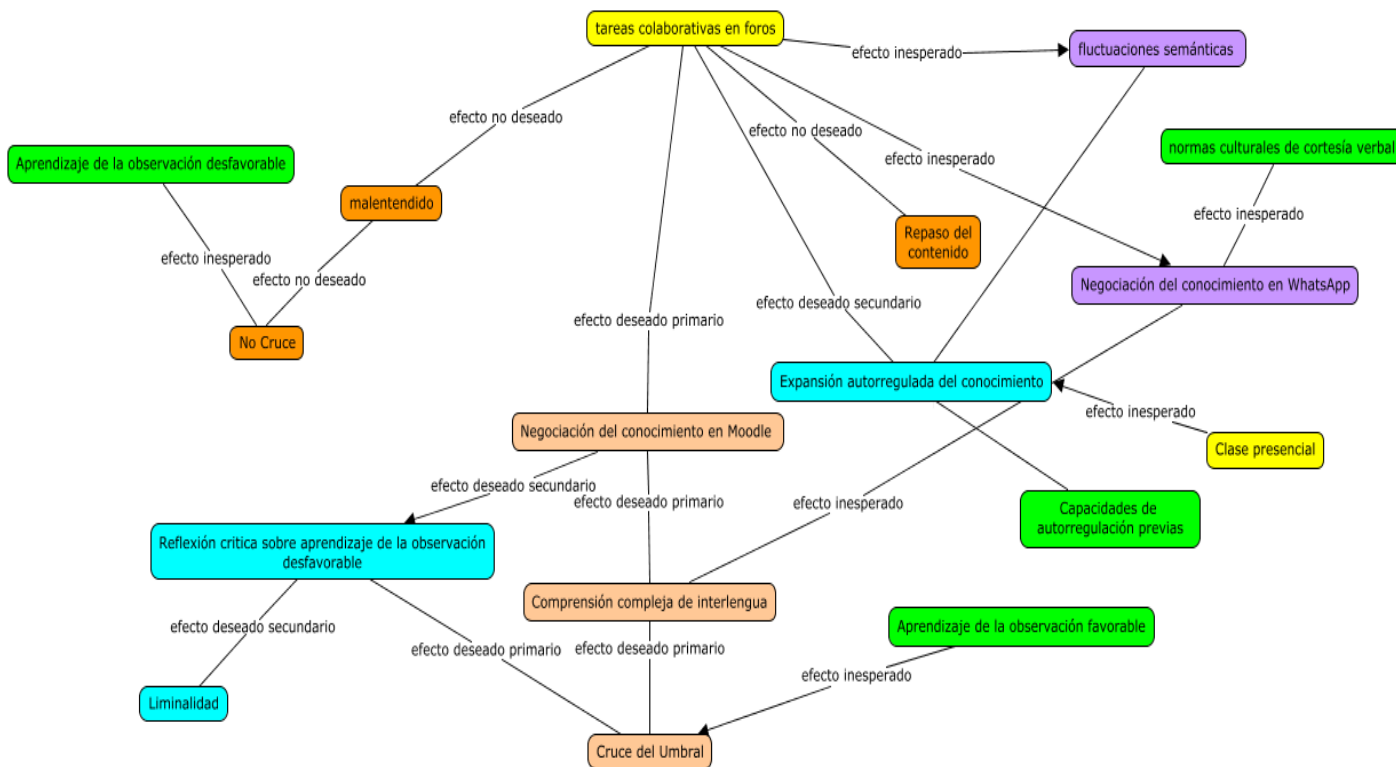 tareas colaborativas en foros
efecto inesperado
fluctuaciones semánticas
efecto no deseado
efecto no deseado
normas culturales de cortesía verbal
Aprendizaje de la observación desfavorable
efecto inesperado
malentendido
efecto inesperado
Repaso del
contenido
efecto inesperado
efecto no deseado
Negociación del conocimiento en WhatsApp
efecto deseado secundario
efecto deseado primario
No Cruce
Expansión autorregulada del conocimiento
efecto inesperado
Negociación del conocimiento en Moodle
Clase presencial
efecto deseado secundario
efecto deseado primario
efecto inesperado
Capacidades de
autorregulación previas
Reflexión critica sobre aprendizaje de la observación
desfavorable
Comprensión compleja de interlengua
efecto deseado secundario
Aprendizaje de la observación favorable
efecto deseado primario
efecto deseado primario
efecto inesperado
Liminalidad
Cruce del Umbral